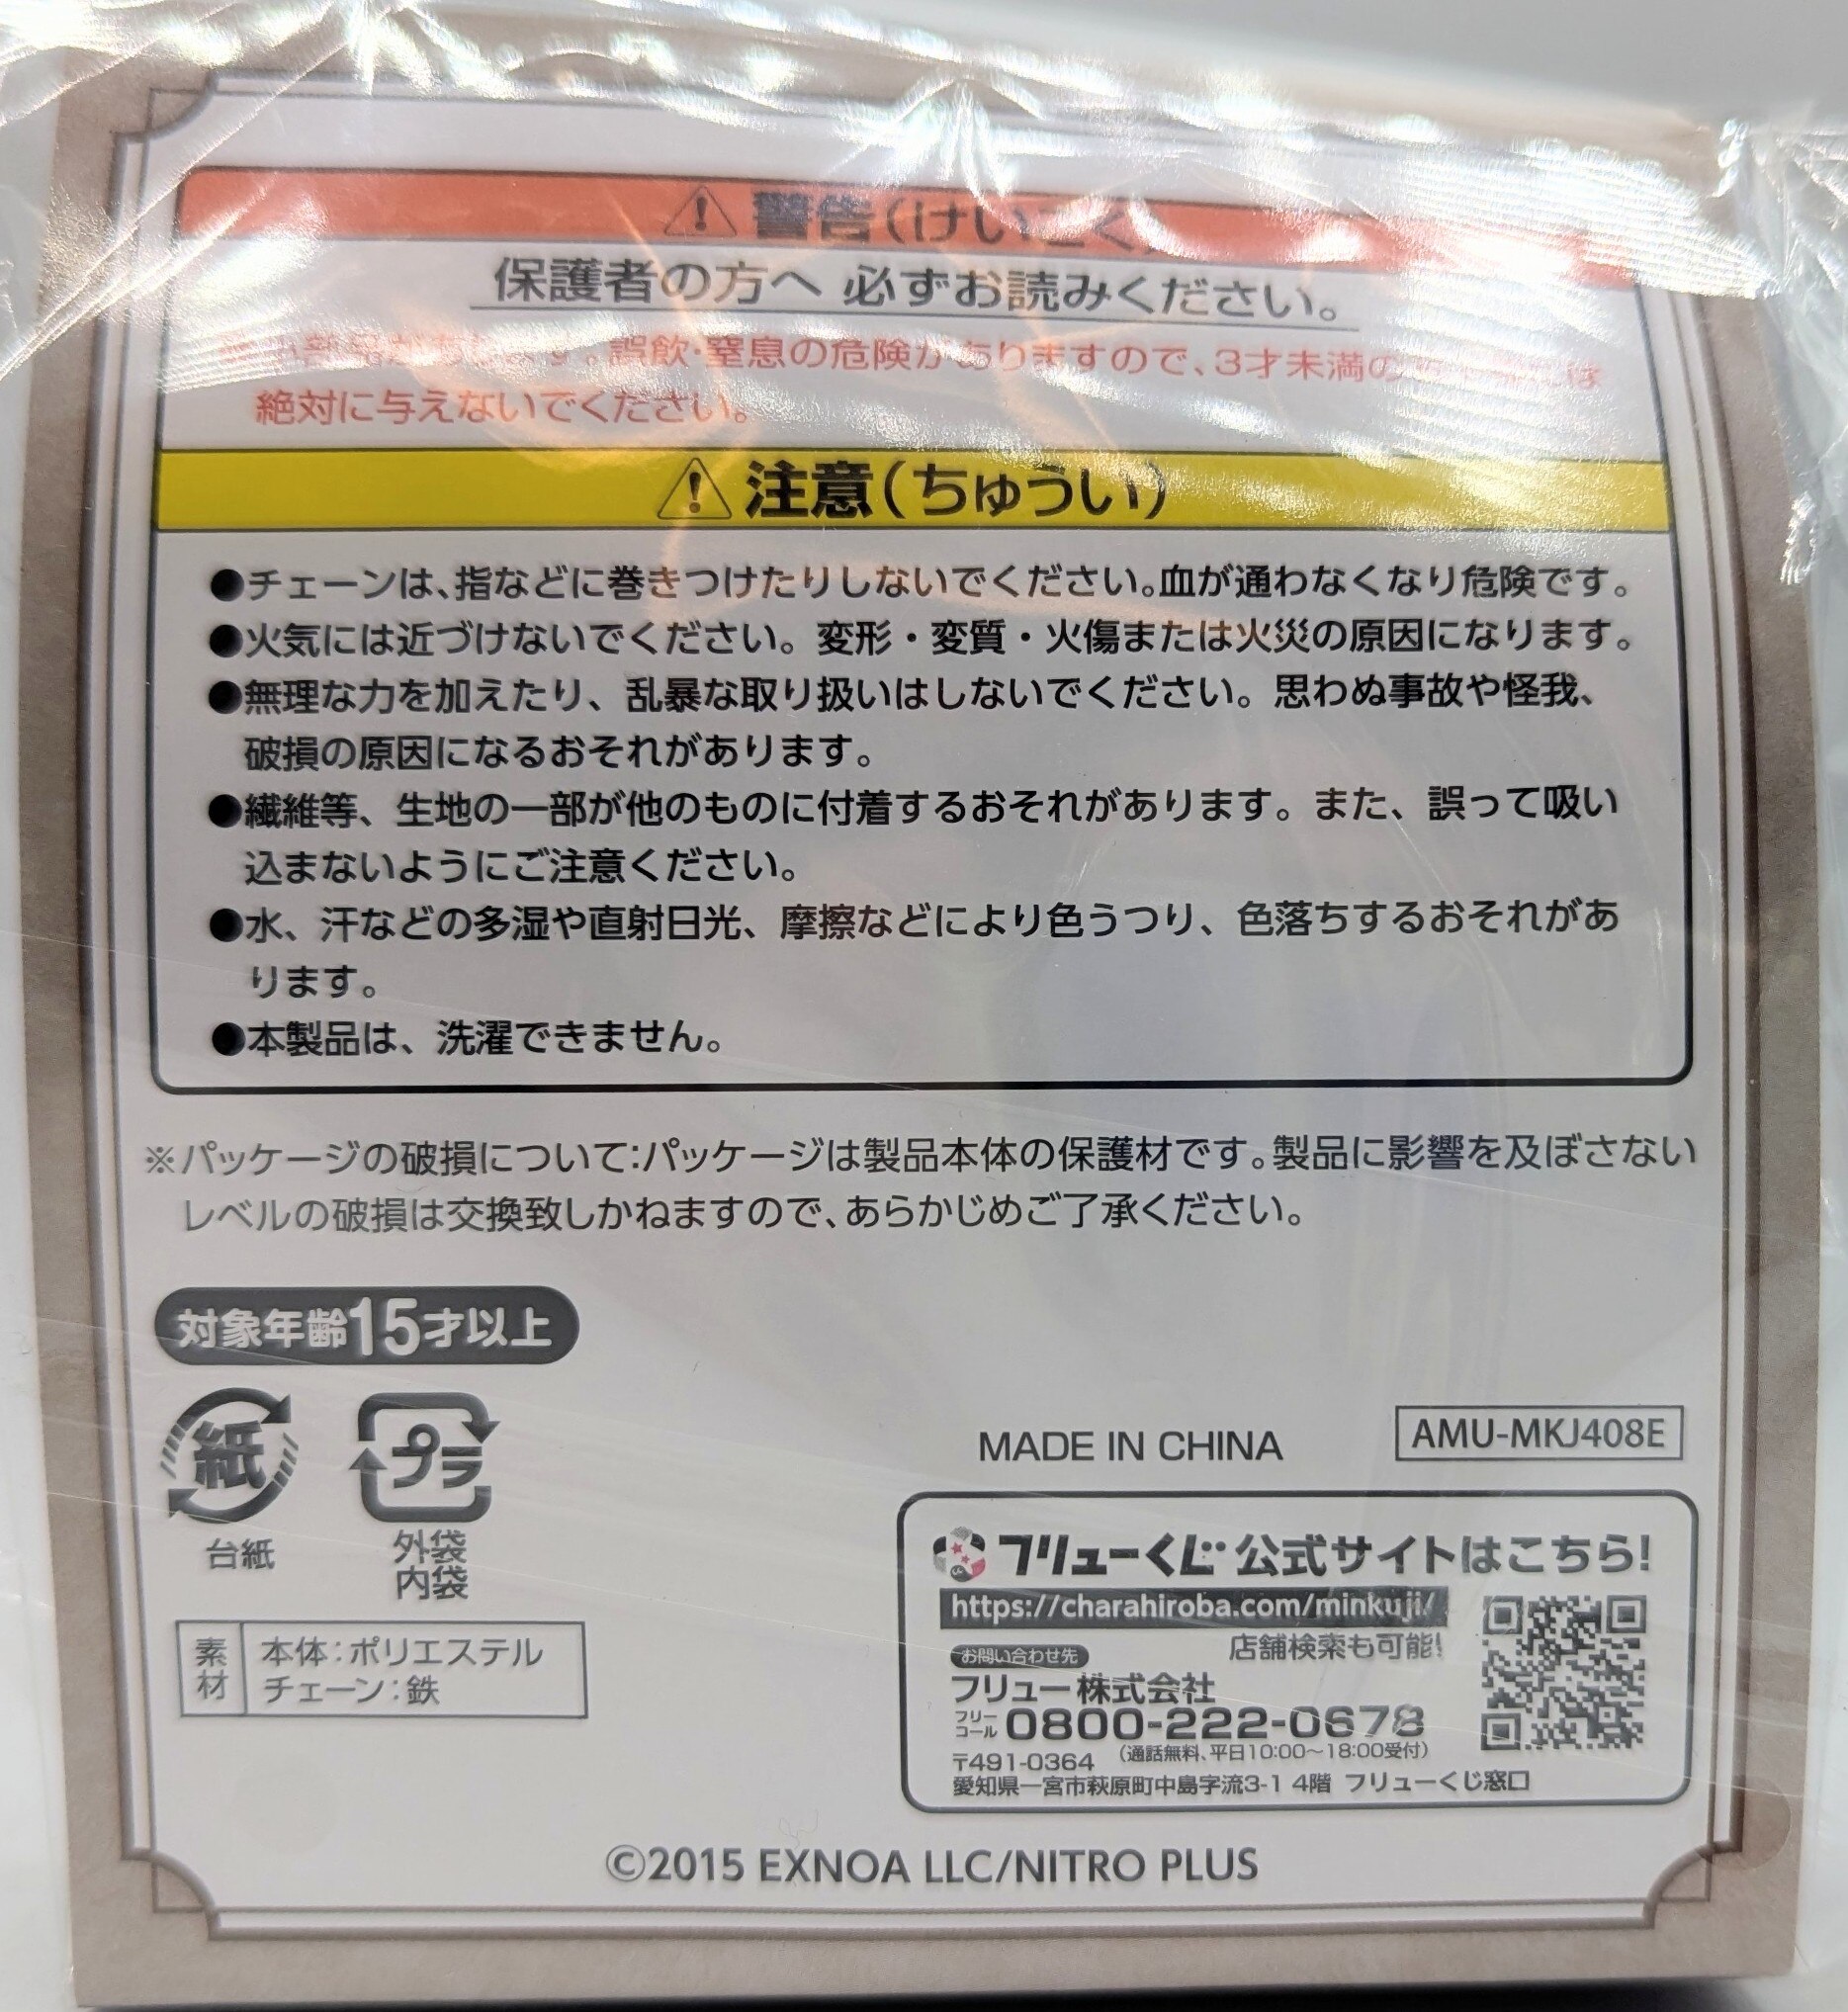 警告(けいこく)
保護者の方へ 必ずお読みください。
部品があります。誤飲・窒息の危険がありますので、3才未満の
絶対に与えないでください。
注意(ちゅうい)
●チェーンは、指などに巻きつけたりしないでください。血が通わなくなり危険です。
●火気には近づけないでください。変形・変質・火傷または火災の原因になります。
●無理な力を加えたり、乱暴な取り扱いはしないでください。思わぬ事故や怪我、
破損の原因になるおそれがあります。
●繊維等、生地の一部が他のものに付着するおそれがあります。また、誤って吸い
込まないようにご注意ください。
●水、汗などの多湿や直射日光、摩擦などにより色うつり、色落ちするおそれがあ
ります。
●本製品は、洗濯できません。
※パッケージの破損について:パッケージは製品本体の保護材です。製品に影響を及ぼさない
レベルの破損は交換致しかねますので、あらかじめご了承ください。
対象年齢15才以上
紙
台紙
プラ
外袋
内袋
素材
本体:ポリエステル
チェーン:鉄
MADE IN CHINA
AMU-MKJ408E
フリューくじ 公式サイトはこちら!
https://charahiroba.com/minkuji/
店舗検索も可能!
お問い合わせ先
フリュー株式会社
フリーコール 0800-222-0678
〒491-0364 (通話無料、平日10:00〜18:00受付)
愛知県一宮市萩原町中島字流3-1 4階 フリューくじ窓口
©2015 EXNOA LLC/NITRO PLUS